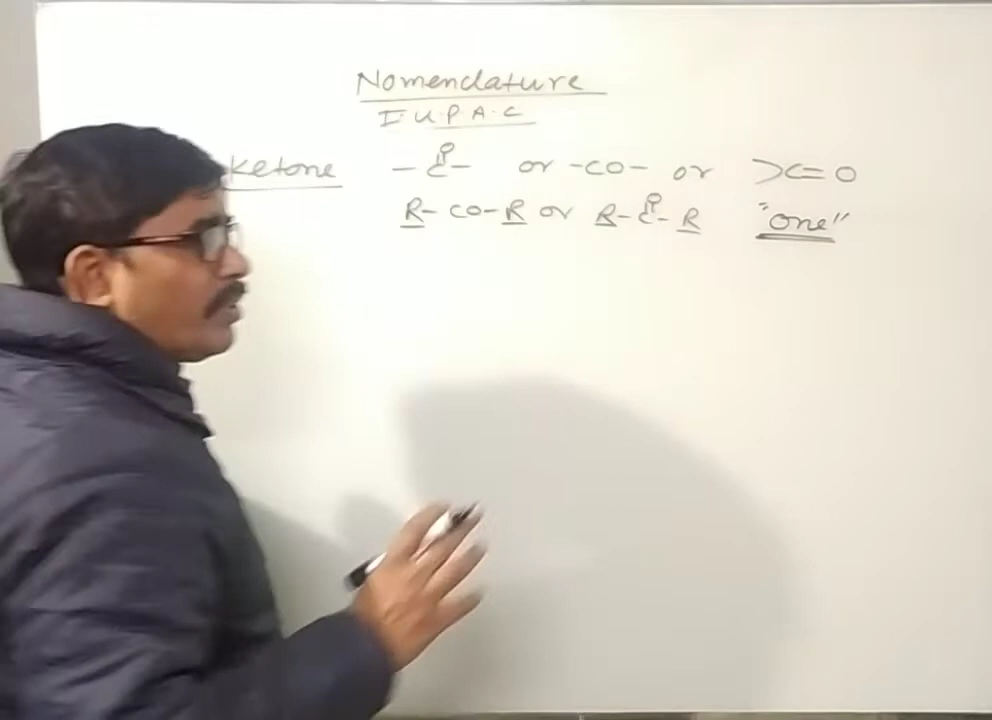 Nomenclature
I.U.P.A.C
Ketone -C- or -CO- or >C=O
R-CO-R or R-C-R "one"